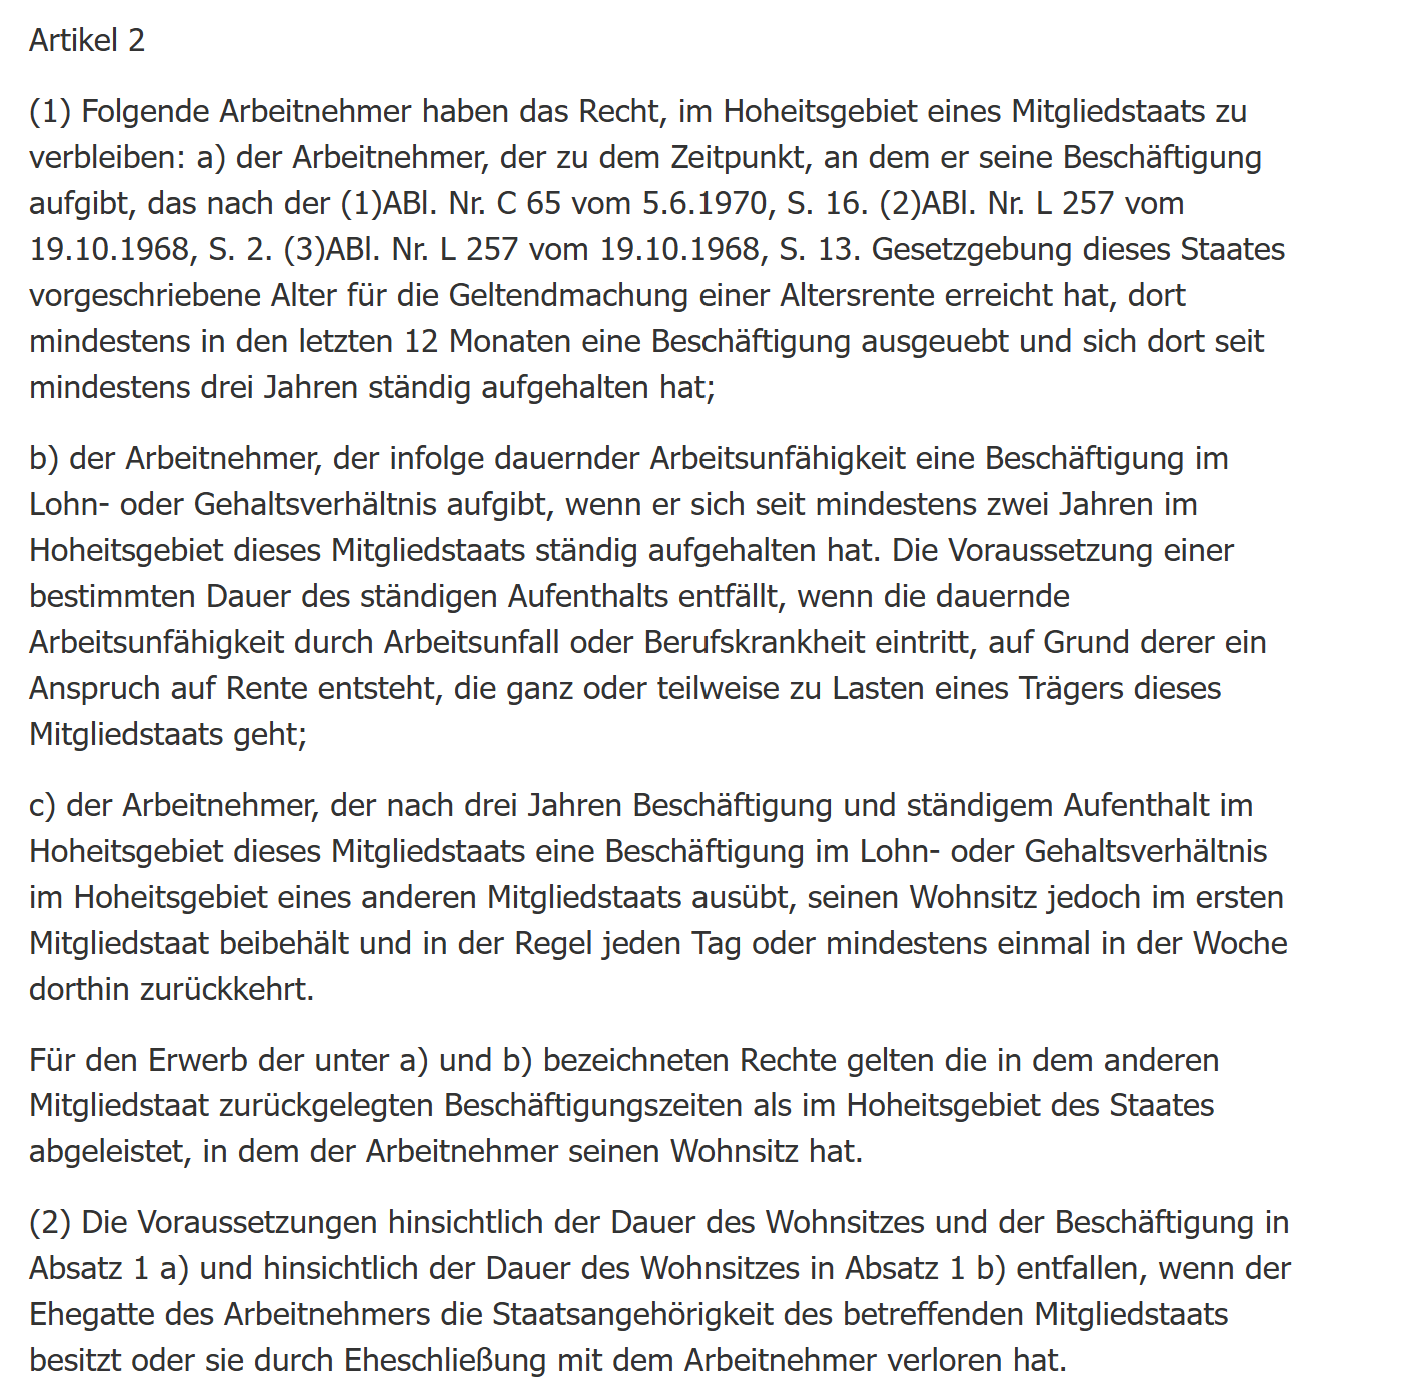 Artikel 2
(1) Folgende Arbeitnehmer haben das Recht, im Hoheitsgebiet eines Mitgliedstaats zu
verbleiben: a) der Arbeitnehmer, der zu dem Zeitpunkt, an dem er seine Beschäftigung
aufgibt, das nach der (1)ABl. Nr. C 65 vom 5.6.1970, S. 16. (2)ABl. Nr. L 257 vom
19.10.1968, S. 2. (3)ABl. Nr. L 257 vom 19.10.1968, S. 13. Gesetzgebung dieses Staates
vorgeschriebene Alter für die Geltendmachung einer Altersrente erreicht hat, dort
mindestens in den letzten 12 Monaten eine Beschäftigung ausgeuebt und sich dort seit
mindestens drei Jahren ständig aufgehalten hat;
b) der Arbeitnehmer, der infolge dauernder Arbeitsunfähigkeit eine Beschäftigung im
Lohn- oder Gehaltsverhältnis aufgibt, wenn er sich seit mindestens zwei Jahren im
Hoheitsgebiet dieses Mitgliedstaats ständig aufgehalten hat. Die Voraussetzung einer
bestimmten Dauer des ständigen Aufenthalts entfällt, wenn die dauernde
Arbeitsunfähigkeit durch Arbeitsunfall oder Berufskrankheit eintritt, auf Grund derer ein
Anspruch auf Rente entsteht, die ganz oder teilweise zu Lasten eines Trägers dieses
Mitgliedstaats geht;
c) der Arbeitnehmer, der nach drei Jahren Beschäftigung und ständigem Aufenthalt im
Hoheitsgebiet dieses Mitgliedstaats eine Beschäftigung im Lohn- oder Gehaltsverhältnis
im Hoheitsgebiet eines anderen Mitgliedstaats ausübt, seinen Wohnsitz jedoch im ersten
Mitgliedstaat beibehält und in der Regel jeden Tag oder mindestens einmal in der Woche
dorthin zurückkehrt.
Für den Erwerb der unter a) und b) bezeichneten Rechte gelten die in dem anderen
Mitgliedstaat zurückgelegten Beschäftigungszeiten als im Hoheitsgebiet des Staates
abgeleistet, in dem der Arbeitnehmer seinen Wohnsitz hat.
(2) Die Voraussetzungen hinsichtlich der Dauer des Wohnsitzes und der Beschäftigung in
Absatz 1 a) und hinsichtlich der Dauer des Wohnsitzes in Absatz 1 b) entfallen, wenn der
Ehegatte des Arbeitnehmers die Staatsangehörigkeit des betreffenden Mitgliedstaats
besitzt oder sie durch Eheschließung mit dem Arbeitnehmer verloren hat.